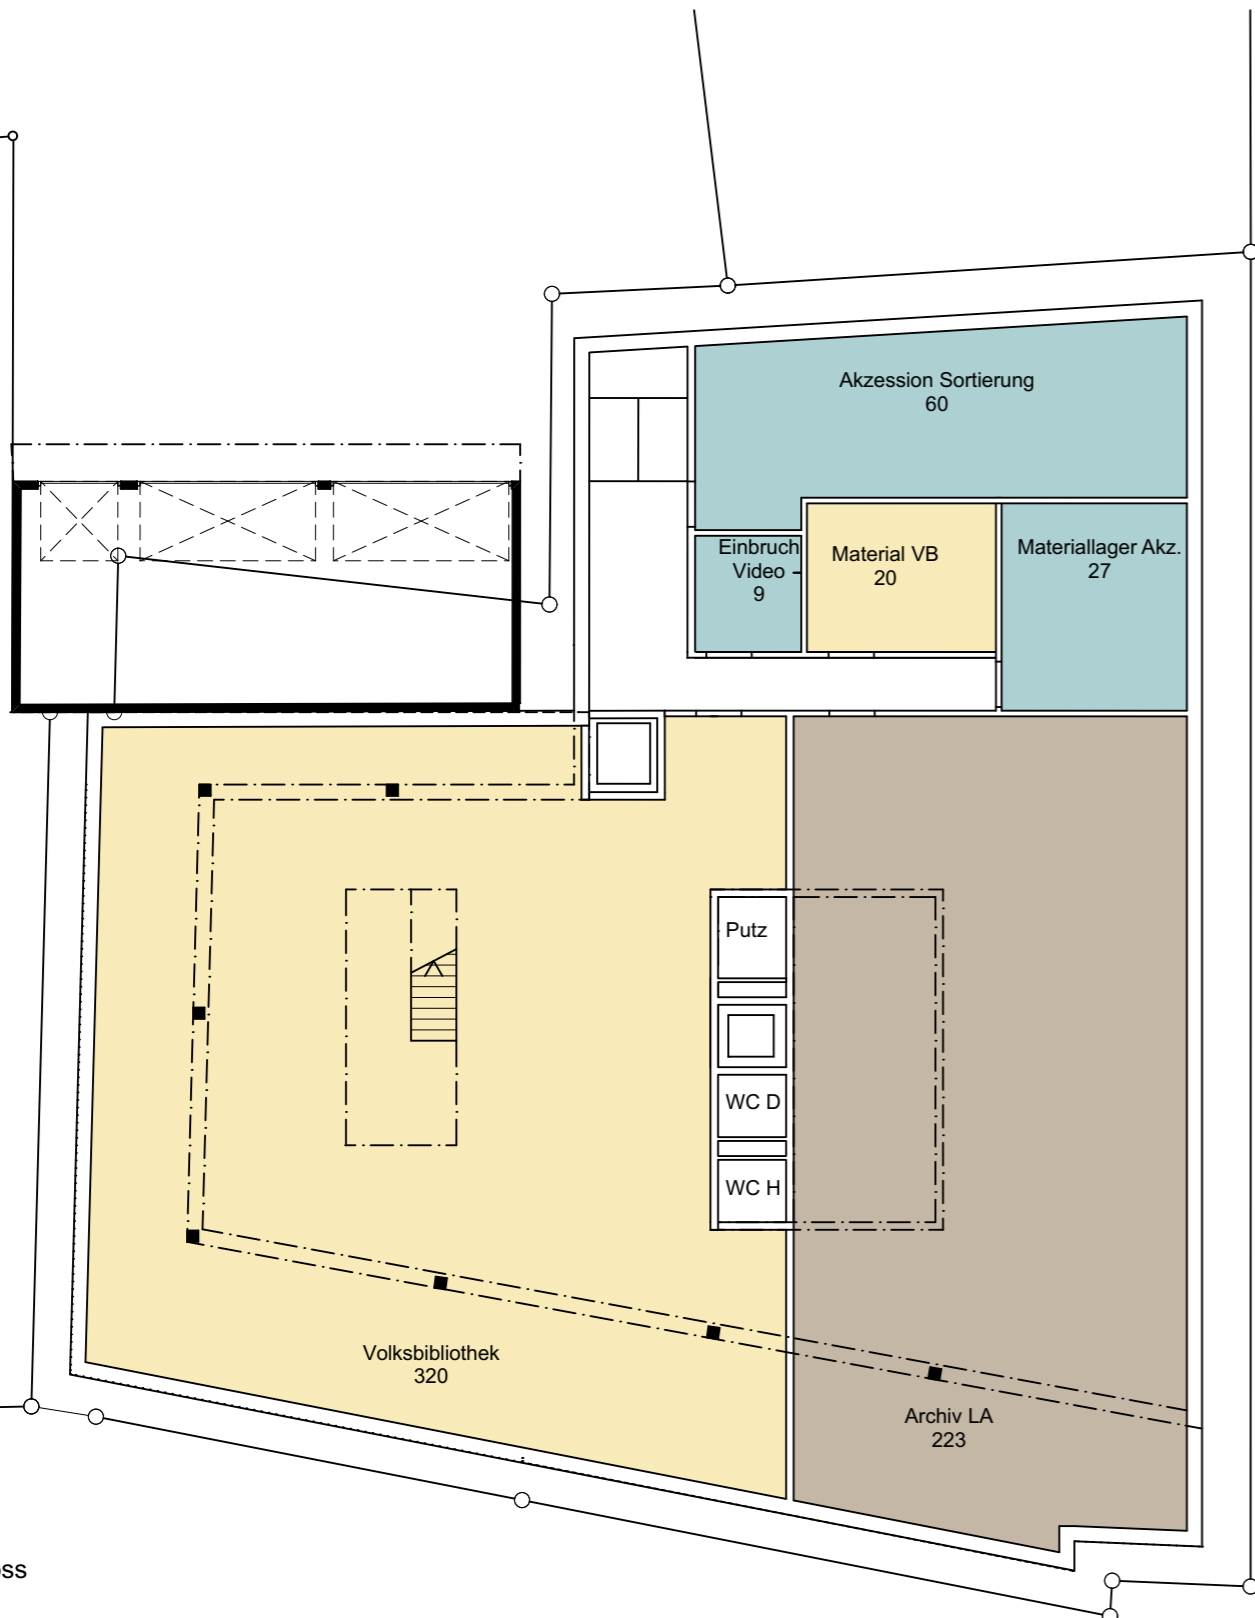 Akzession Sortierung
60
Einbruch
Video
9
Material VB
20
Materiallager Akz.
27
Putz
WC D
WC H
Volksbibliothek
320
Archiv LA
223